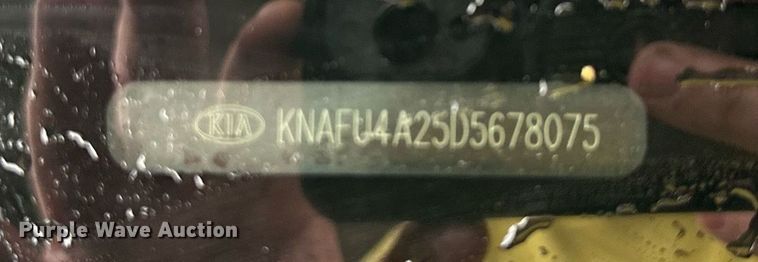 KIA KNAFU4A25D5678075
Purple Wave Auction